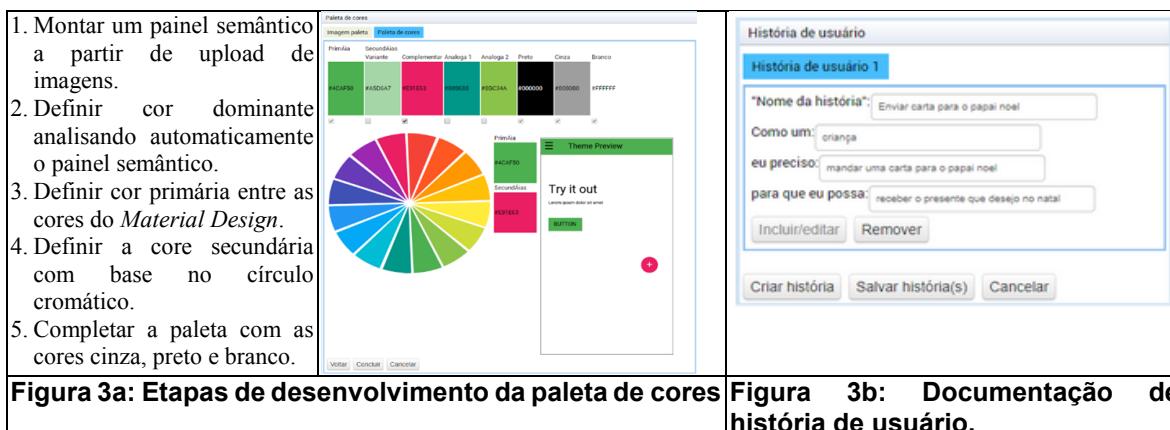 1. Montar um painel semântico
a partir de upload de
imagens.
2. Definir cor dominante
analisando automaticamente
o painel semântico.
3. Definir cor primária entre as
cores do Material Design.
4. Definir a core secundária
com base no círculo
cromático.
5. Completar a paleta com as
cores cinza, preto e branco.
Paleta de cores
Imagem paleta Paleta de cores
PrimÁia SecundÁias
Variante Complementar Analoga 1 Analoga 2 Preto Cinza Branco
#4CAF50 #A5D6A7 #E91E63 #009688 #8BC34A #000000 #FFFFFF
PrimÁia
#4CAF50
SecundÁias
#E91E63
Theme Preview
Try it out
Lorem ipsum dolor sit amet
BUTTON
+
Voltar Concluir Cancelar
História de usuário
História de usuário 1
"Nome da história": Enviar carta para o papai noel
Como um: criança
eu preciso: mandar uma carta para o papai noel
para que eu possa: receber o presente que desejo no natal
Incluir/editar Remover
Criar história Salvar história(s) Cancelar
Figura 3a: Etapas de desenvolvimento da paleta de cores
Figura 3b: Documentação de
história de usuário.